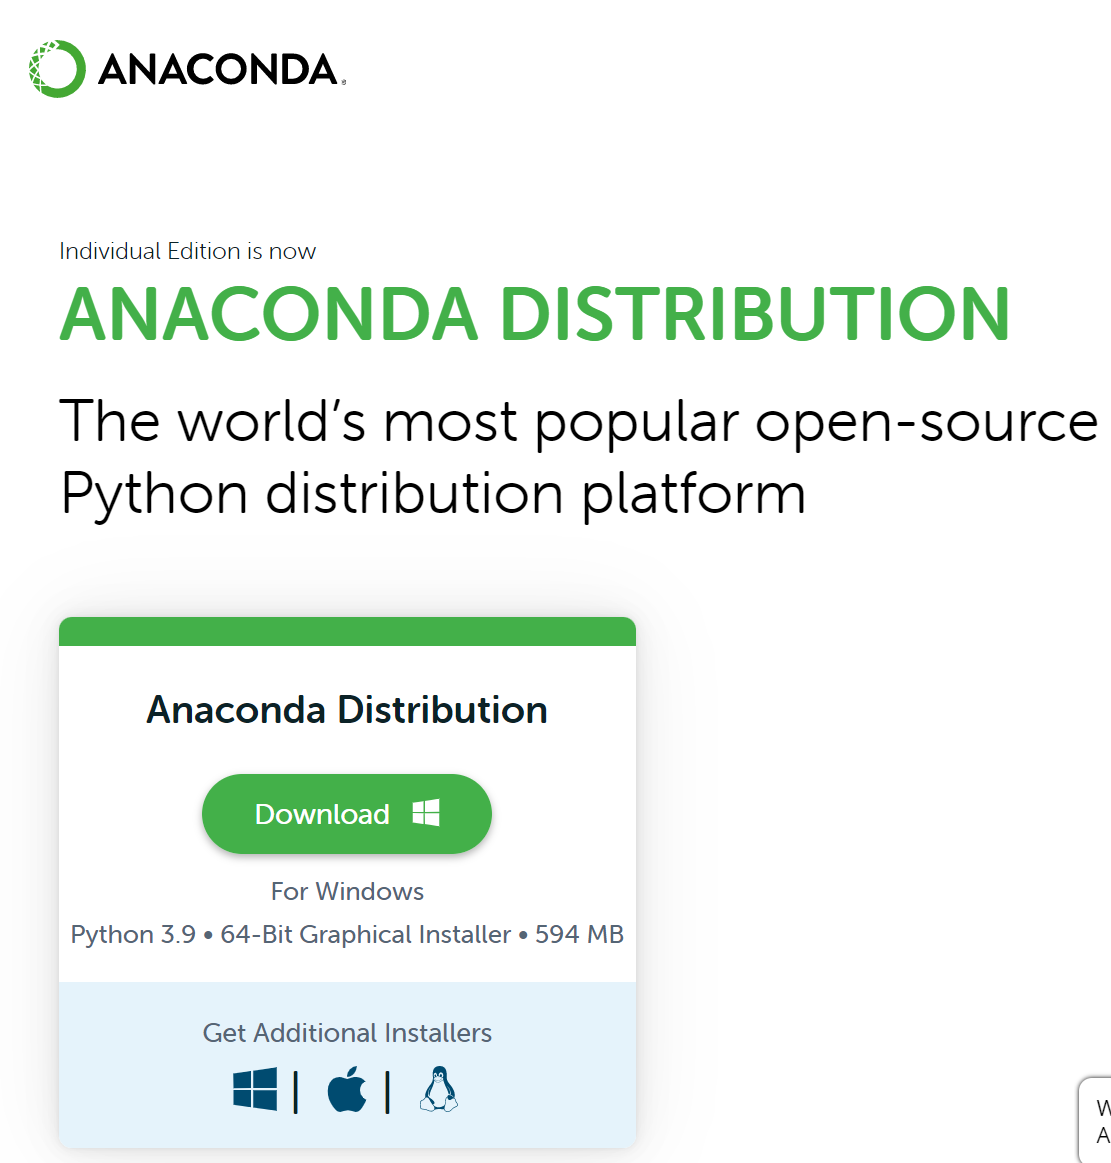 ANACONDA®
Individual Edition is now
ANACONDA DISTRIBUTION
The world’s most popular open-source
Python distribution platform
Anaconda Distribution
Download
For Windows
Python 3.9 • 64-Bit Graphical Installer • 594 MB
Get Additional Installers